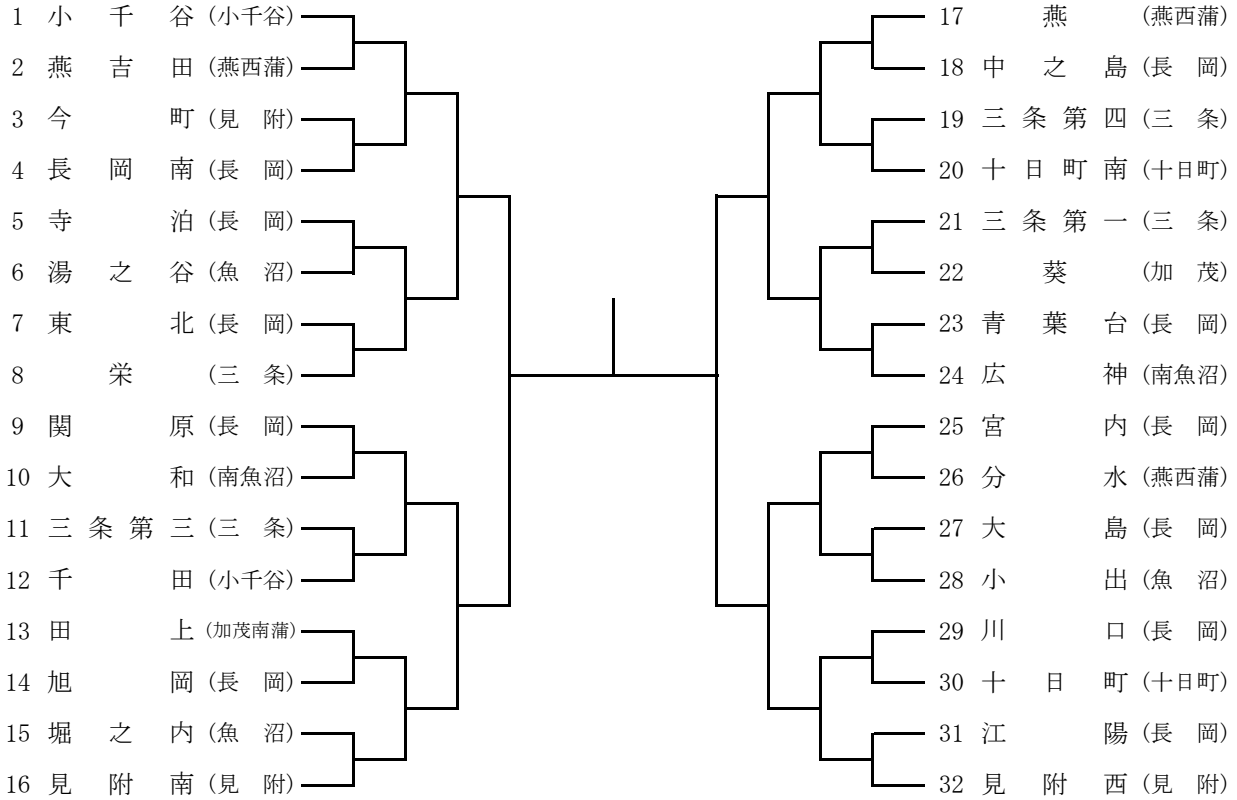 1 小千谷 (小千谷)
2 燕吉田 (燕西蒲)
3 今町 (見附)
4 長岡南 (長岡)
5 寺泊 (長岡)
6 湯之谷 (魚沼)
7 東北 (長岡)
8 栄 (三条)
9 関原 (長岡)
10 大和 (南魚沼)
11 三条第三 (三条)
12 千田 (小千谷)
13 田上 (加茂南蒲)
14 旭岡 (長岡)
15 堀之内 (魚沼)
16 見附南 (見附)
17 燕 (燕西蒲)
18 中之島 (長岡)
19 三条第四 (三条)
20 十日町南 (十日町)
21 三条第一 (三条)
22 葵 (加茂)
23 青葉台 (長岡)
24 広神 (南魚沼)
25 宮内 (長岡)
26 分水 (燕西蒲)
27 大島 (長岡)
28 小出 (魚沼)
29 川口 (長岡)
30 十日町 (十日町)
31 江陽 (長岡)
32 見附西 (見附)